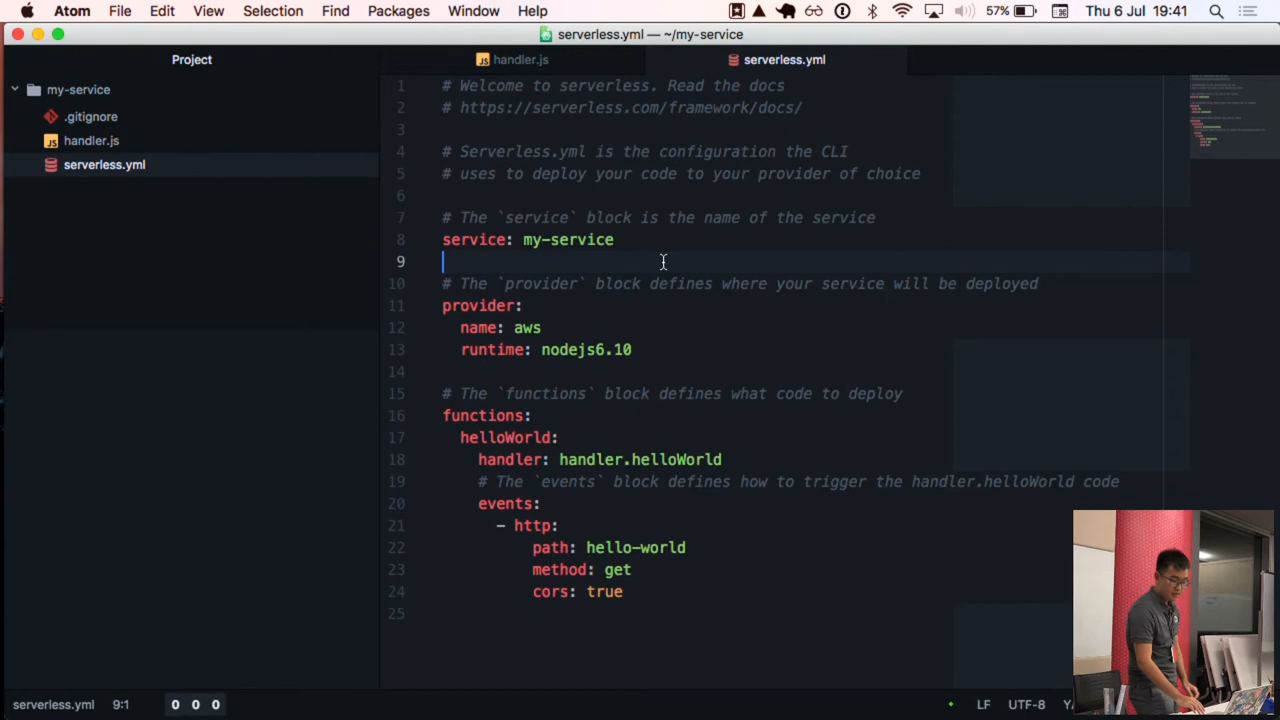 Atom File Edit View Selection Find Packages Window Help 57% Thu 6 Jul 19:41
serverless.yml — ~/my-service
Project
handler.js
serverless.yml
my-service
.gitignore
handler.js
serverless.yml
1 # Welcome to serverless. Read the docs
2 # https://serverless.com/framework/docs/
3
4 # Serverless.yml is the configuration the CLI
5 # uses to deploy your code to your provider of choice
6
7 # The `service` block is the name of the service
8 service: my-service
9
10 # The `provider` block defines where your service will be deployed
11 provider:
12   name: aws
13   runtime: nodejs6.10
14
15 # The `functions` block defines what code to deploy
16 functions:
17   helloWorld:
18     handler: handler.helloWorld
19     # The `events` block defines how to trigger the handler.helloWorld code
20     events:
21       - http:
22           path: hello-world
23           method: get
24           cors: true
25
serverless.yml 9:1 0 0 0 LF UTF-8